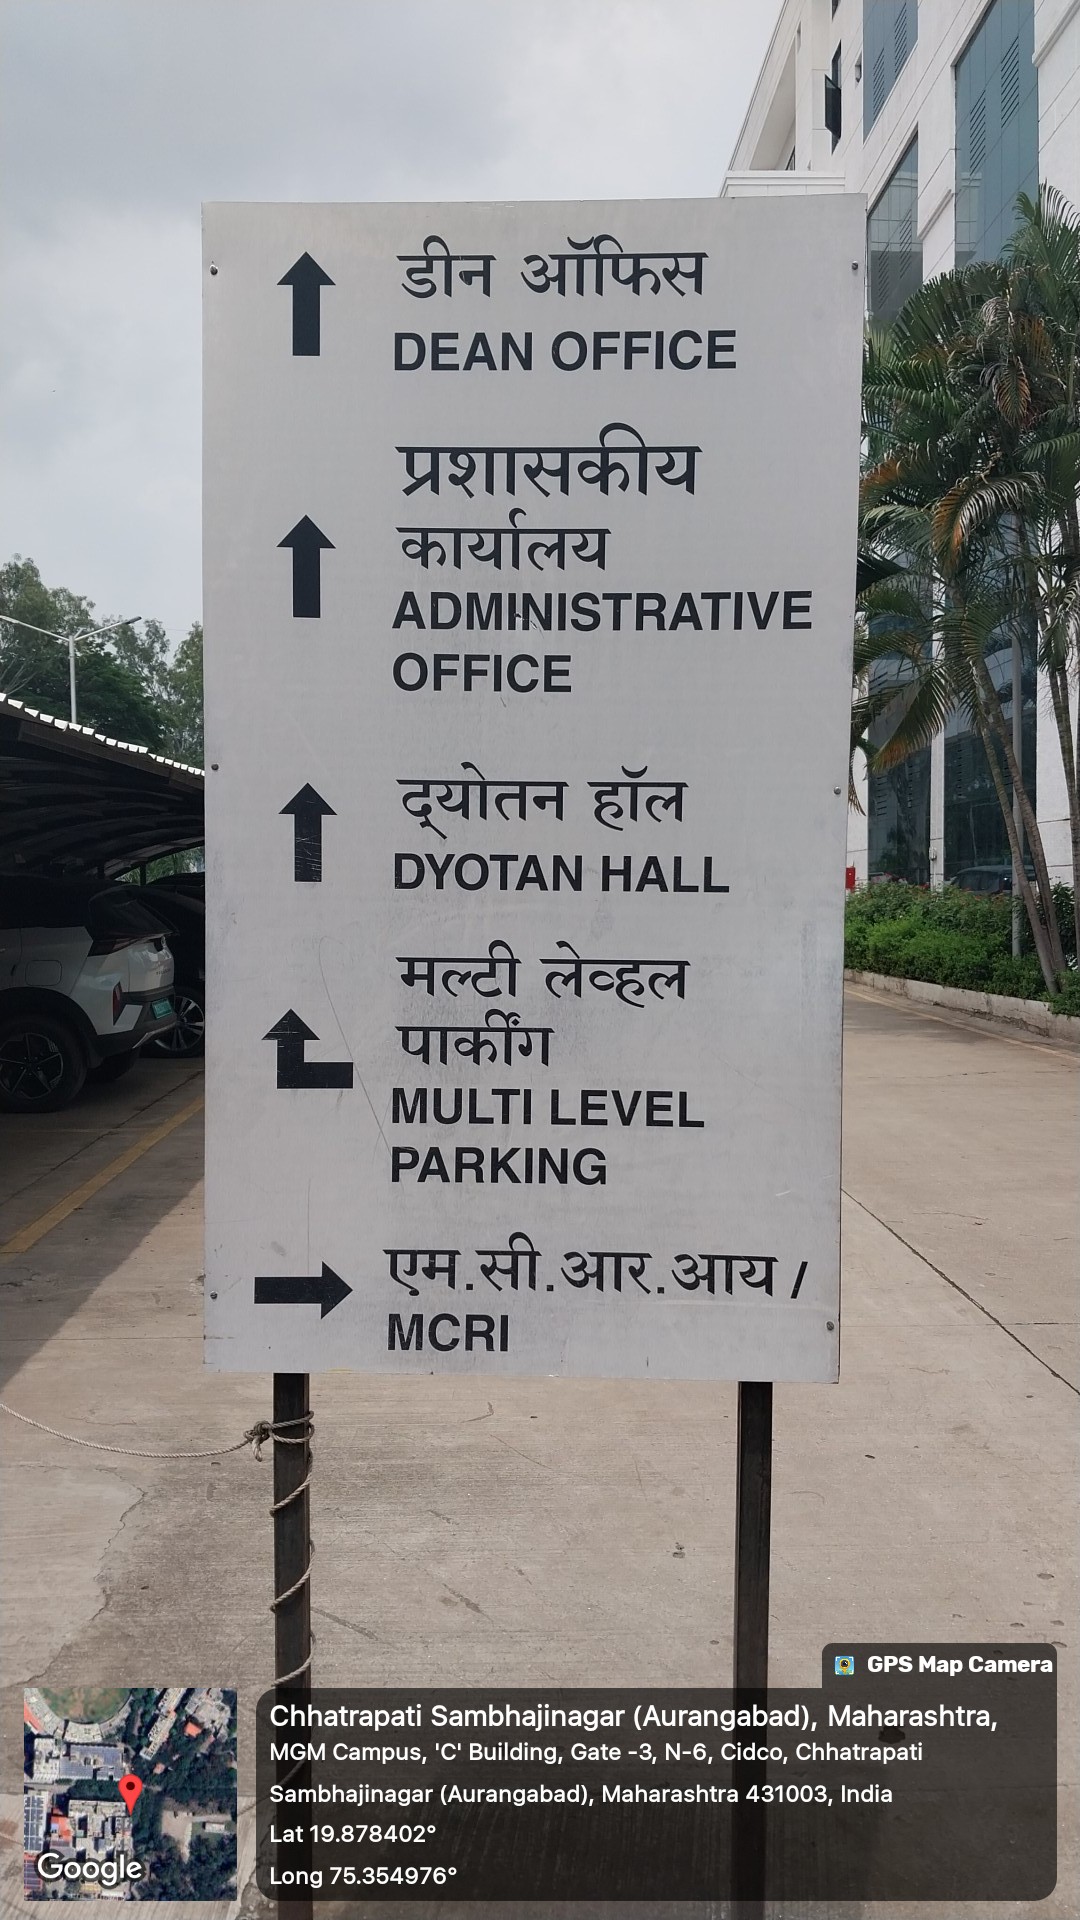 डीन ऑफिस
DEAN OFFICE
प्रशासकीय
कार्यालय
ADMINISTRATIVE
OFFICE
द्‌योतन हॉल
DYOTAN HALL
मल्टी लेव्हल
पार्कींग
MULTI LEVEL
PARKING
एम.सी.आर.आय /
MCRI
GPS Map Camera
Chhatrapati Sambhajinagar (Aurangabad), Maharashtra,
MGM Campus, 'C' Building, Gate -3, N-6, Cidco, Chhatrapati
Sambhajinagar (Aurangabad), Maharashtra 431003, India
Lat 19.878402°
Long 75.354976°
Google